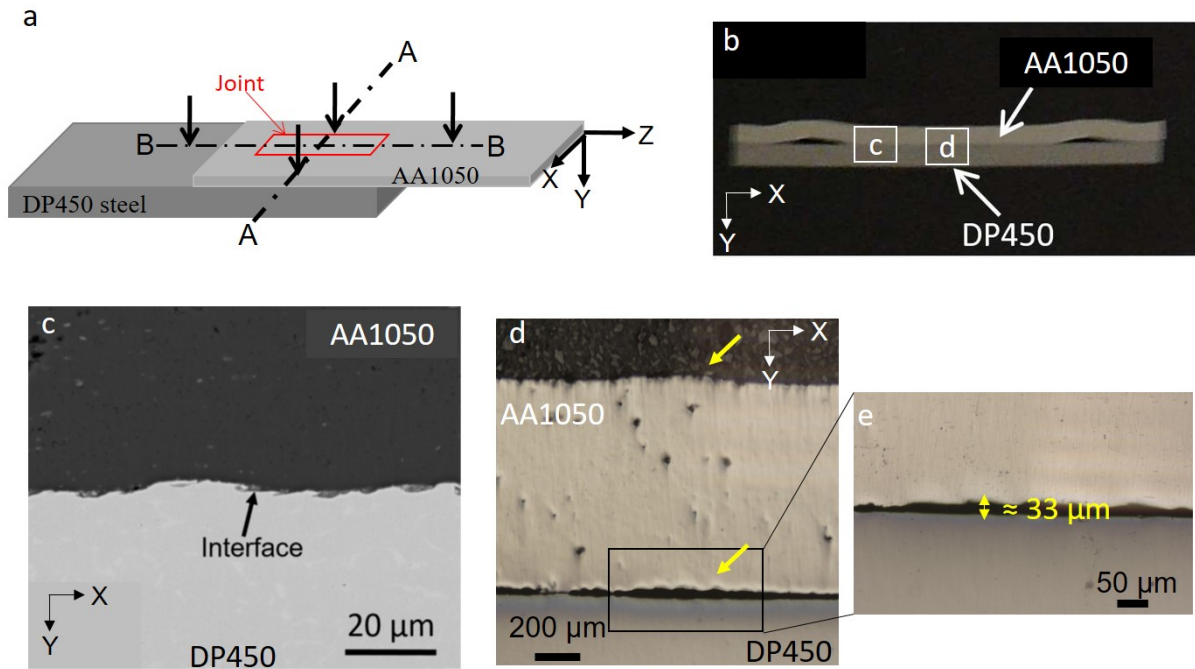 a
A
Joint
B
B
Z
X
Y
AA1050
DP450 steel
A
b
AA1050
c
d
X
Y
DP450
c
AA1050
Interface
X
Y
20 μm
DP450
d
X
Y
AA1050
200 μm
DP450
e
≈ 33 μm
50 μm